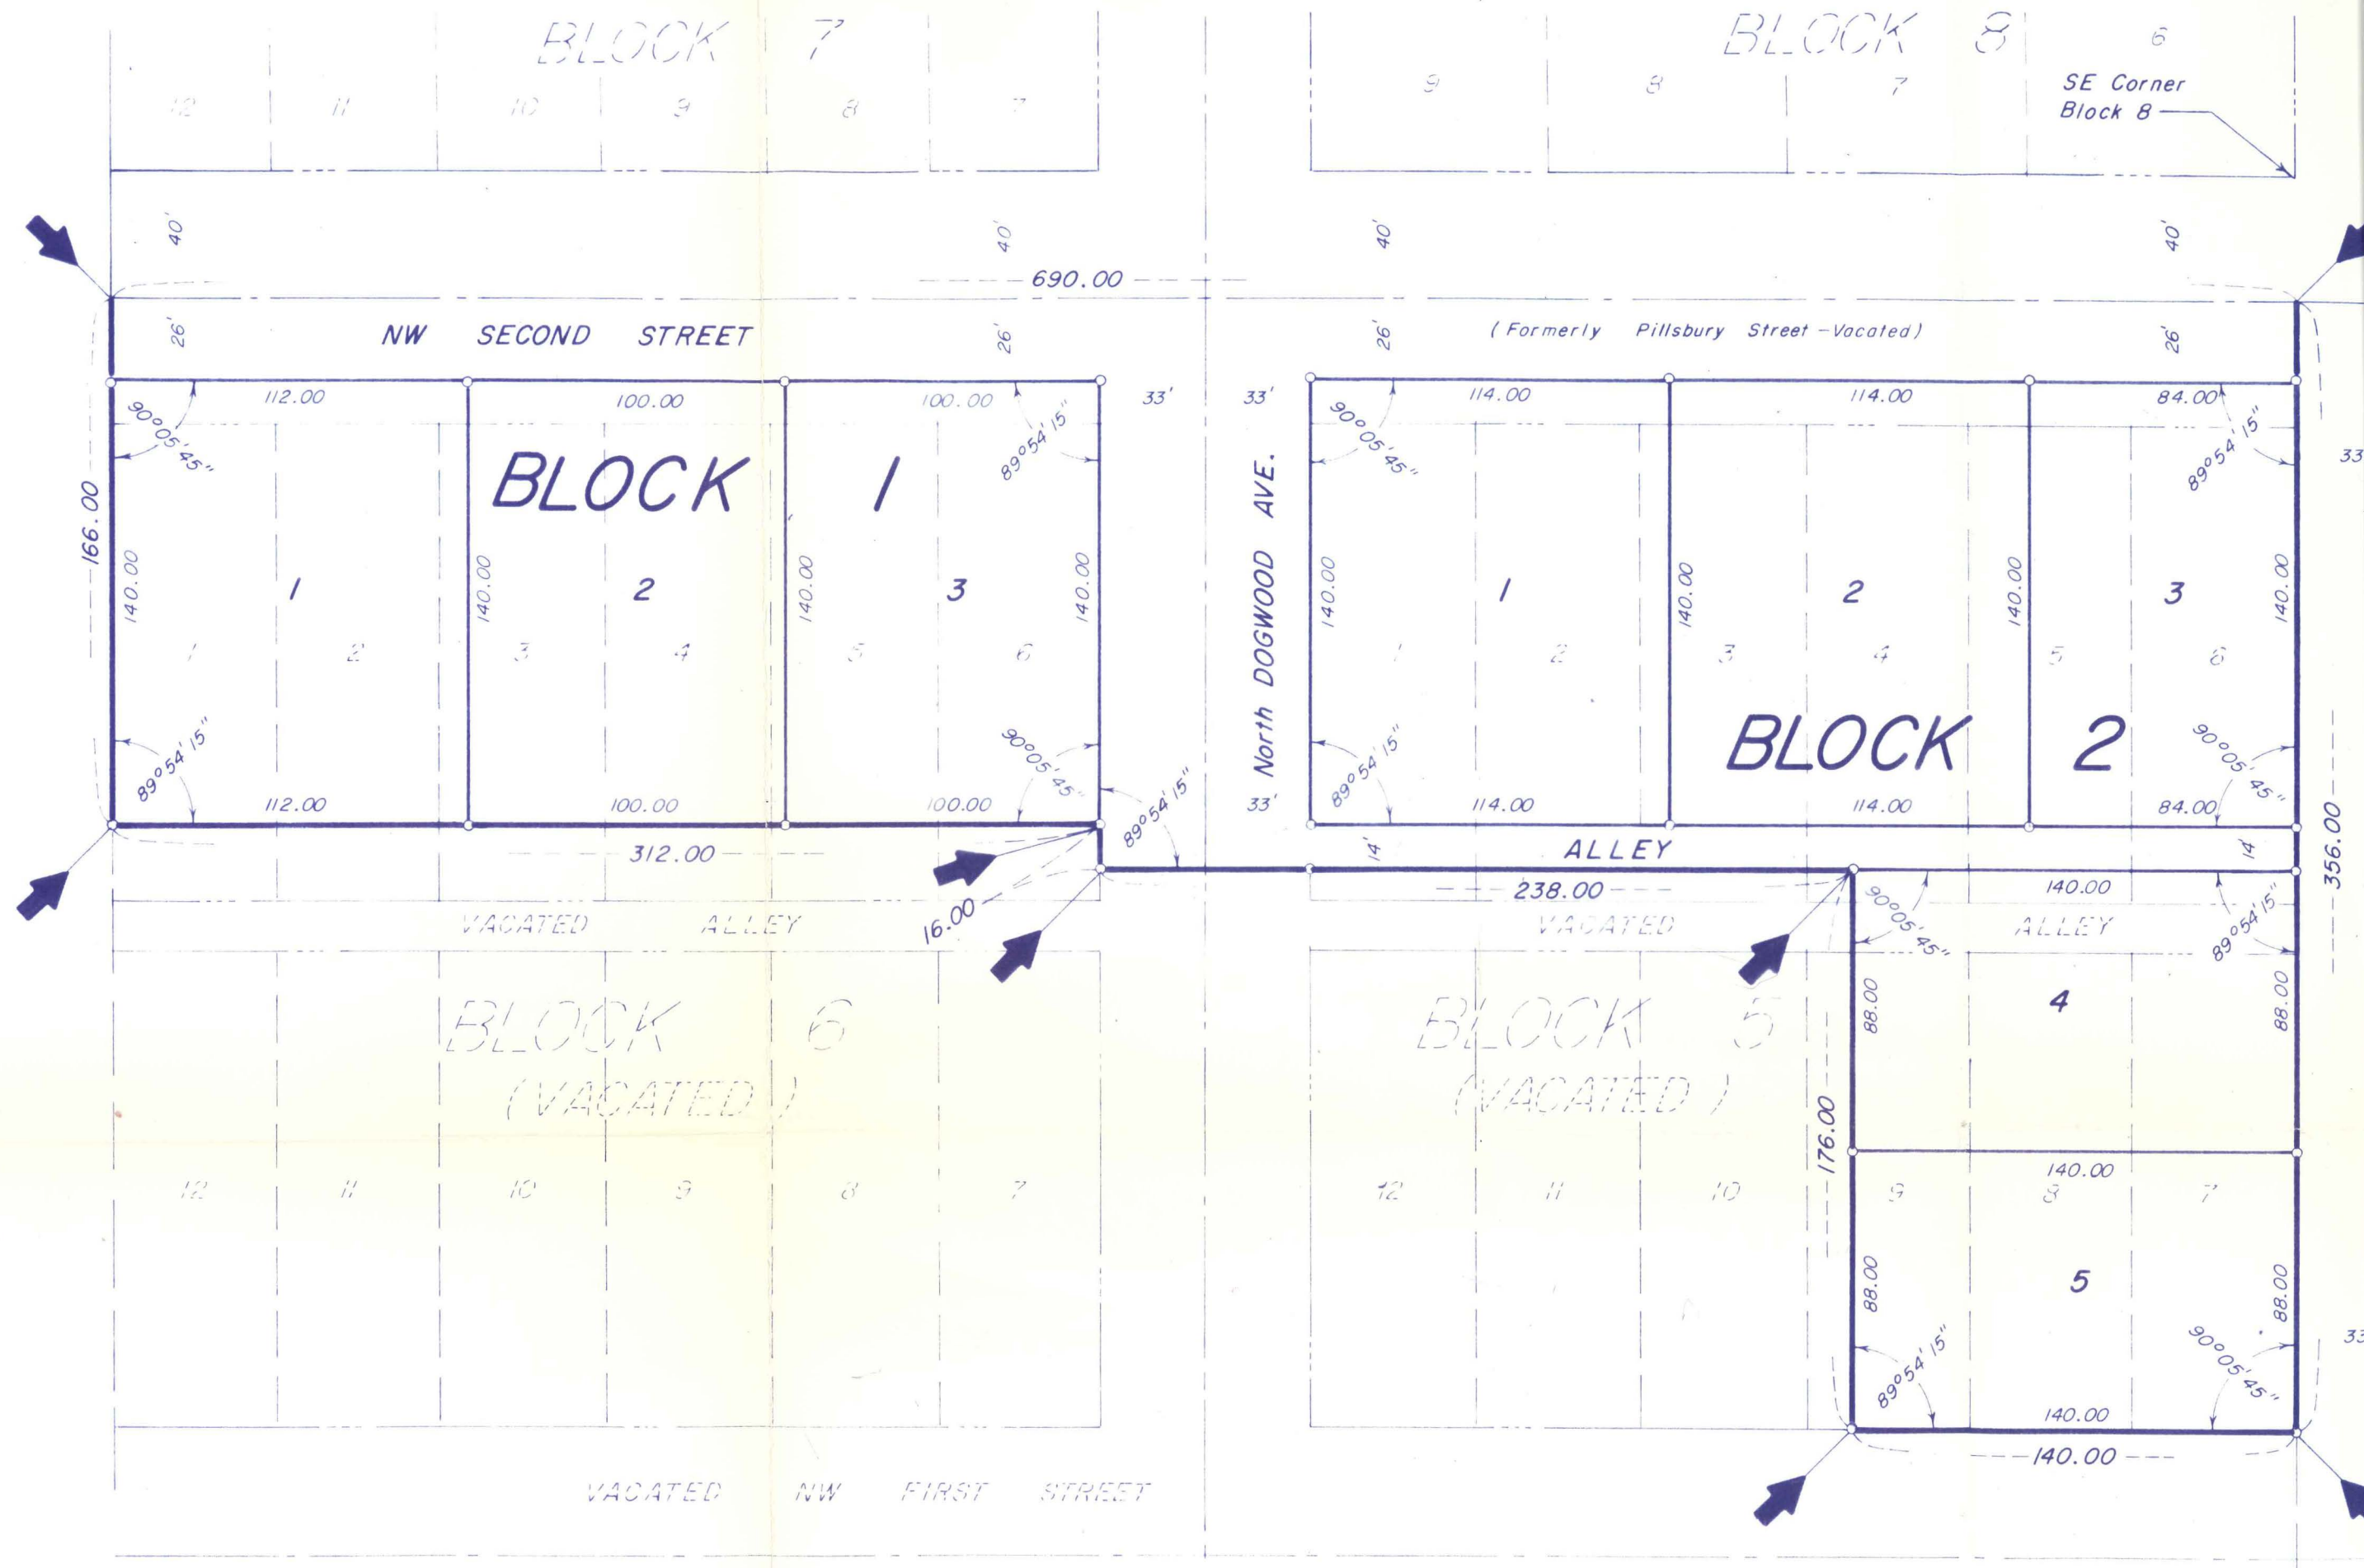 BLOCK 7
BLOCK 8
6
12 11 10 9 8 7
9 8 7
SE Corner
Block 8
40' 40' 40' 40'
690.00
26' NW SECOND STREET 26' 26' (Formerly Pillsbury Street - Vacated) 26'
112.00 100.00 100.00 33' 33' 114.00 114.00 84.00
90°05'45" 89°54'15" 90°05'45" 89°54'15"
33
BLOCK 1
166.00
North DOGWOOD AVE.
140.00 140.00 140.00 140.00 140.00 140.00 140.00 140.00
1 2 3 1 2 3
1 2 3 4 5 6 1 2 3 4 5 6
BLOCK 2
89°54'15" 90°05'45" 89°54'15" 89°54'15" 90°05'45"
112.00 100.00 100.00 33' 114.00 114.00 84.00
312.00
14' ALLEY 14'
356.00
238.00 140.00
16.00
VACATED ALLEY VACATED ALLEY
90°05'45" 89°54'15"
88.00 4 88.00
BLOCK 6
(VACATED)
BLOCK 5
(VACATED)
176.00
140.00
12 11 10 9 8 7 12 11 10 9 8 7
88.00 5 88.00
33
89°54'15" 90°05'45"
140.00
140.00
VACATED NW FIRST STREET